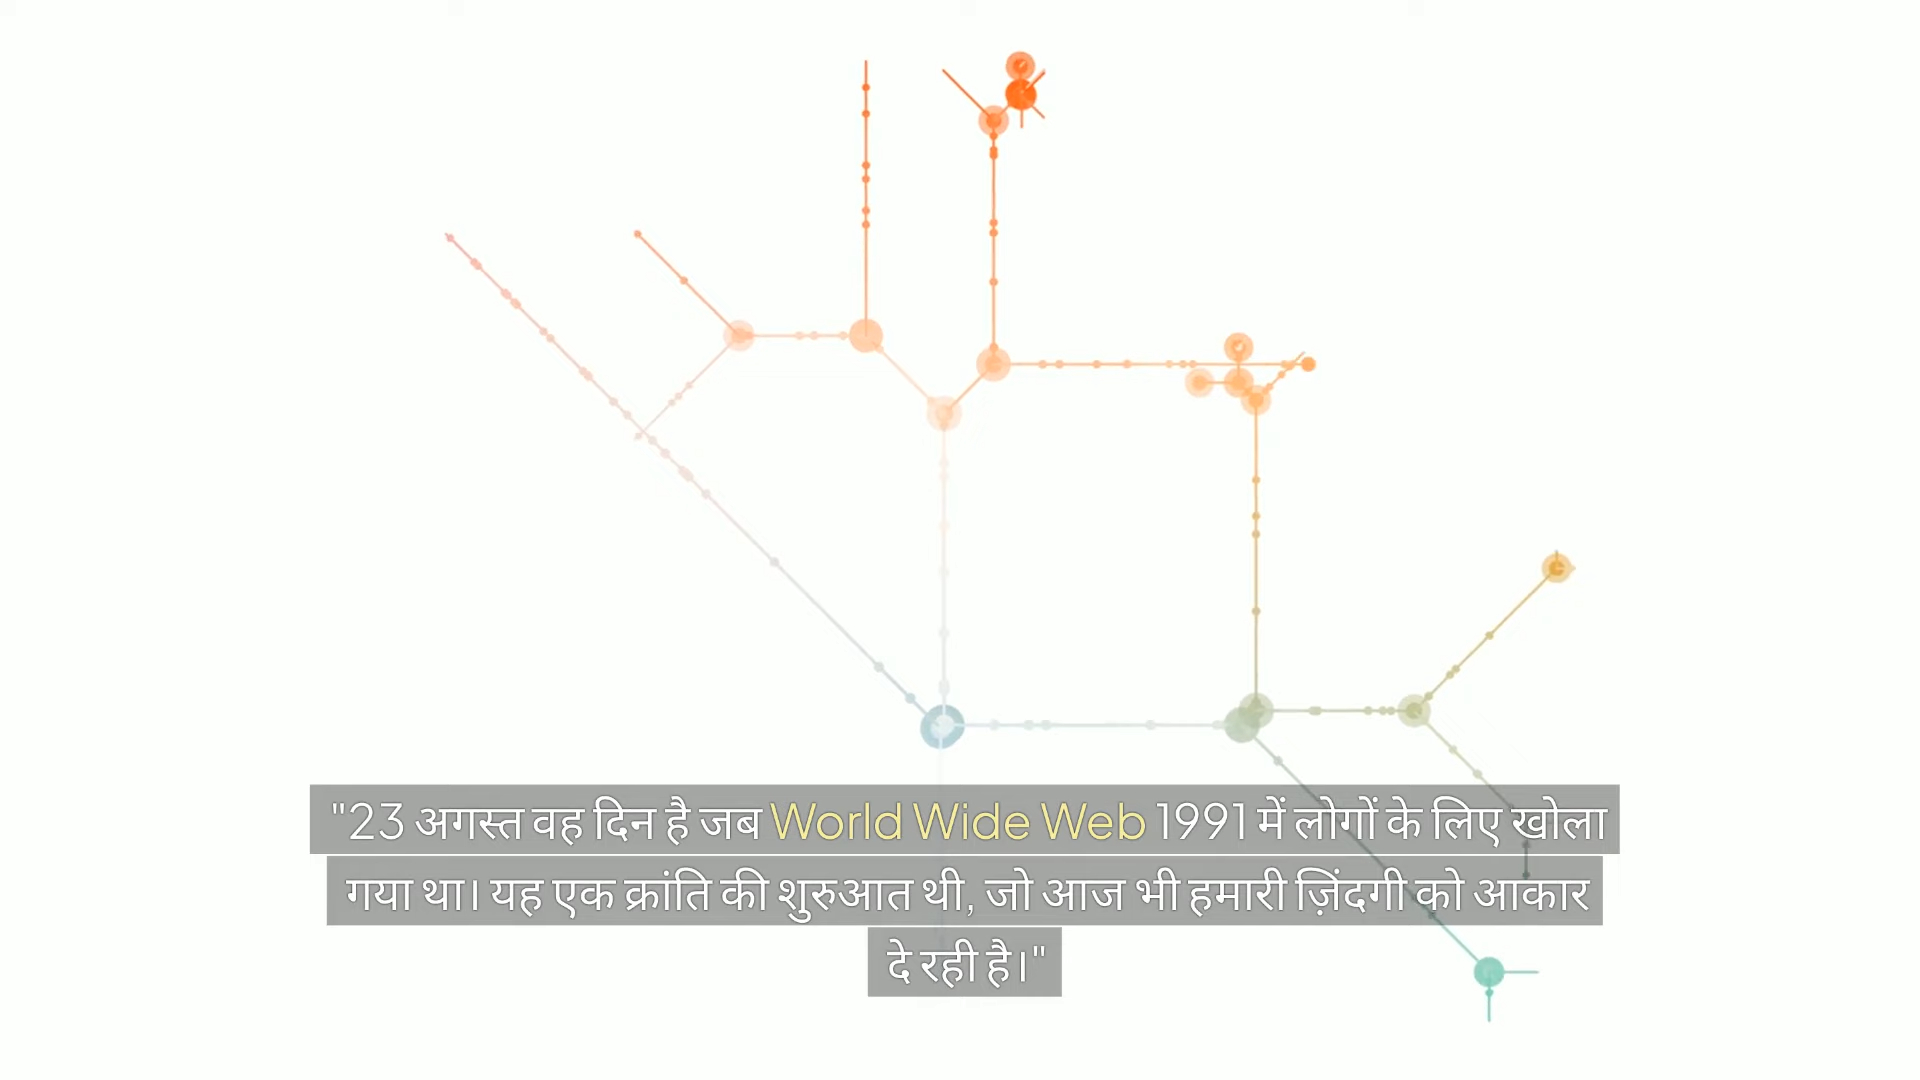 "23 अगस्त वह दिन है जब World Wide Web 1991 में लोगों के लिए खोला
गया था। यह एक क्रांति की शुरुआत थी, जो आज भी हमारी ज़िंदगी को आकार
दे रही है।"